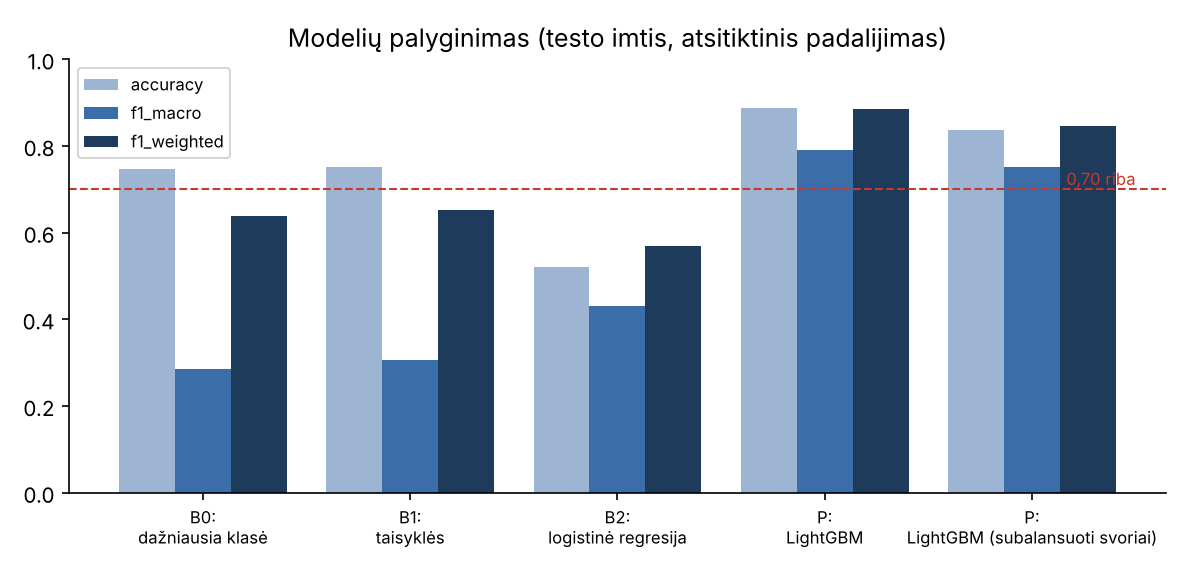 Modelių palyginimas (testo imtis, atsitiktinis padalijimas)
1.0
0.8
0.6
0.4
0.2
0.0
accuracy
f1_macro
f1_weighted
0,70 riba
B0:
dažniausia klasė
B1:
taisyklės
B2:
logistinė regresija
P:
LightGBM
P:
LightGBM (subalansuoti svoriai)